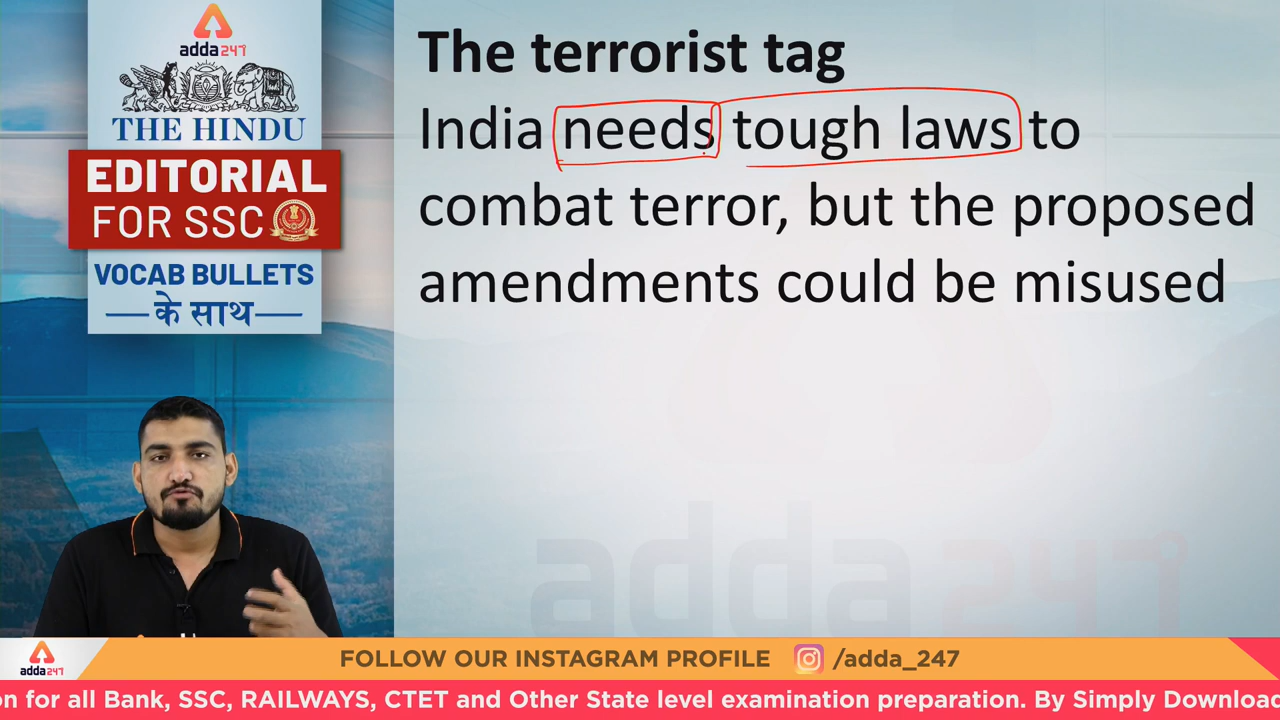 adda247
THE HINDU
EDITORIAL
FOR SSC
VOCAB BULLETS
के साथ
The terrorist tag
India needs tough laws to
combat terror, but the proposed
amendments could be misused
adda247
adda247
FOLLOW OUR INSTAGRAM PROFILE /adda_247
on for all Bank, SSC, RAILWAYS, CTET and Other State level examination preparation. By Simply Download